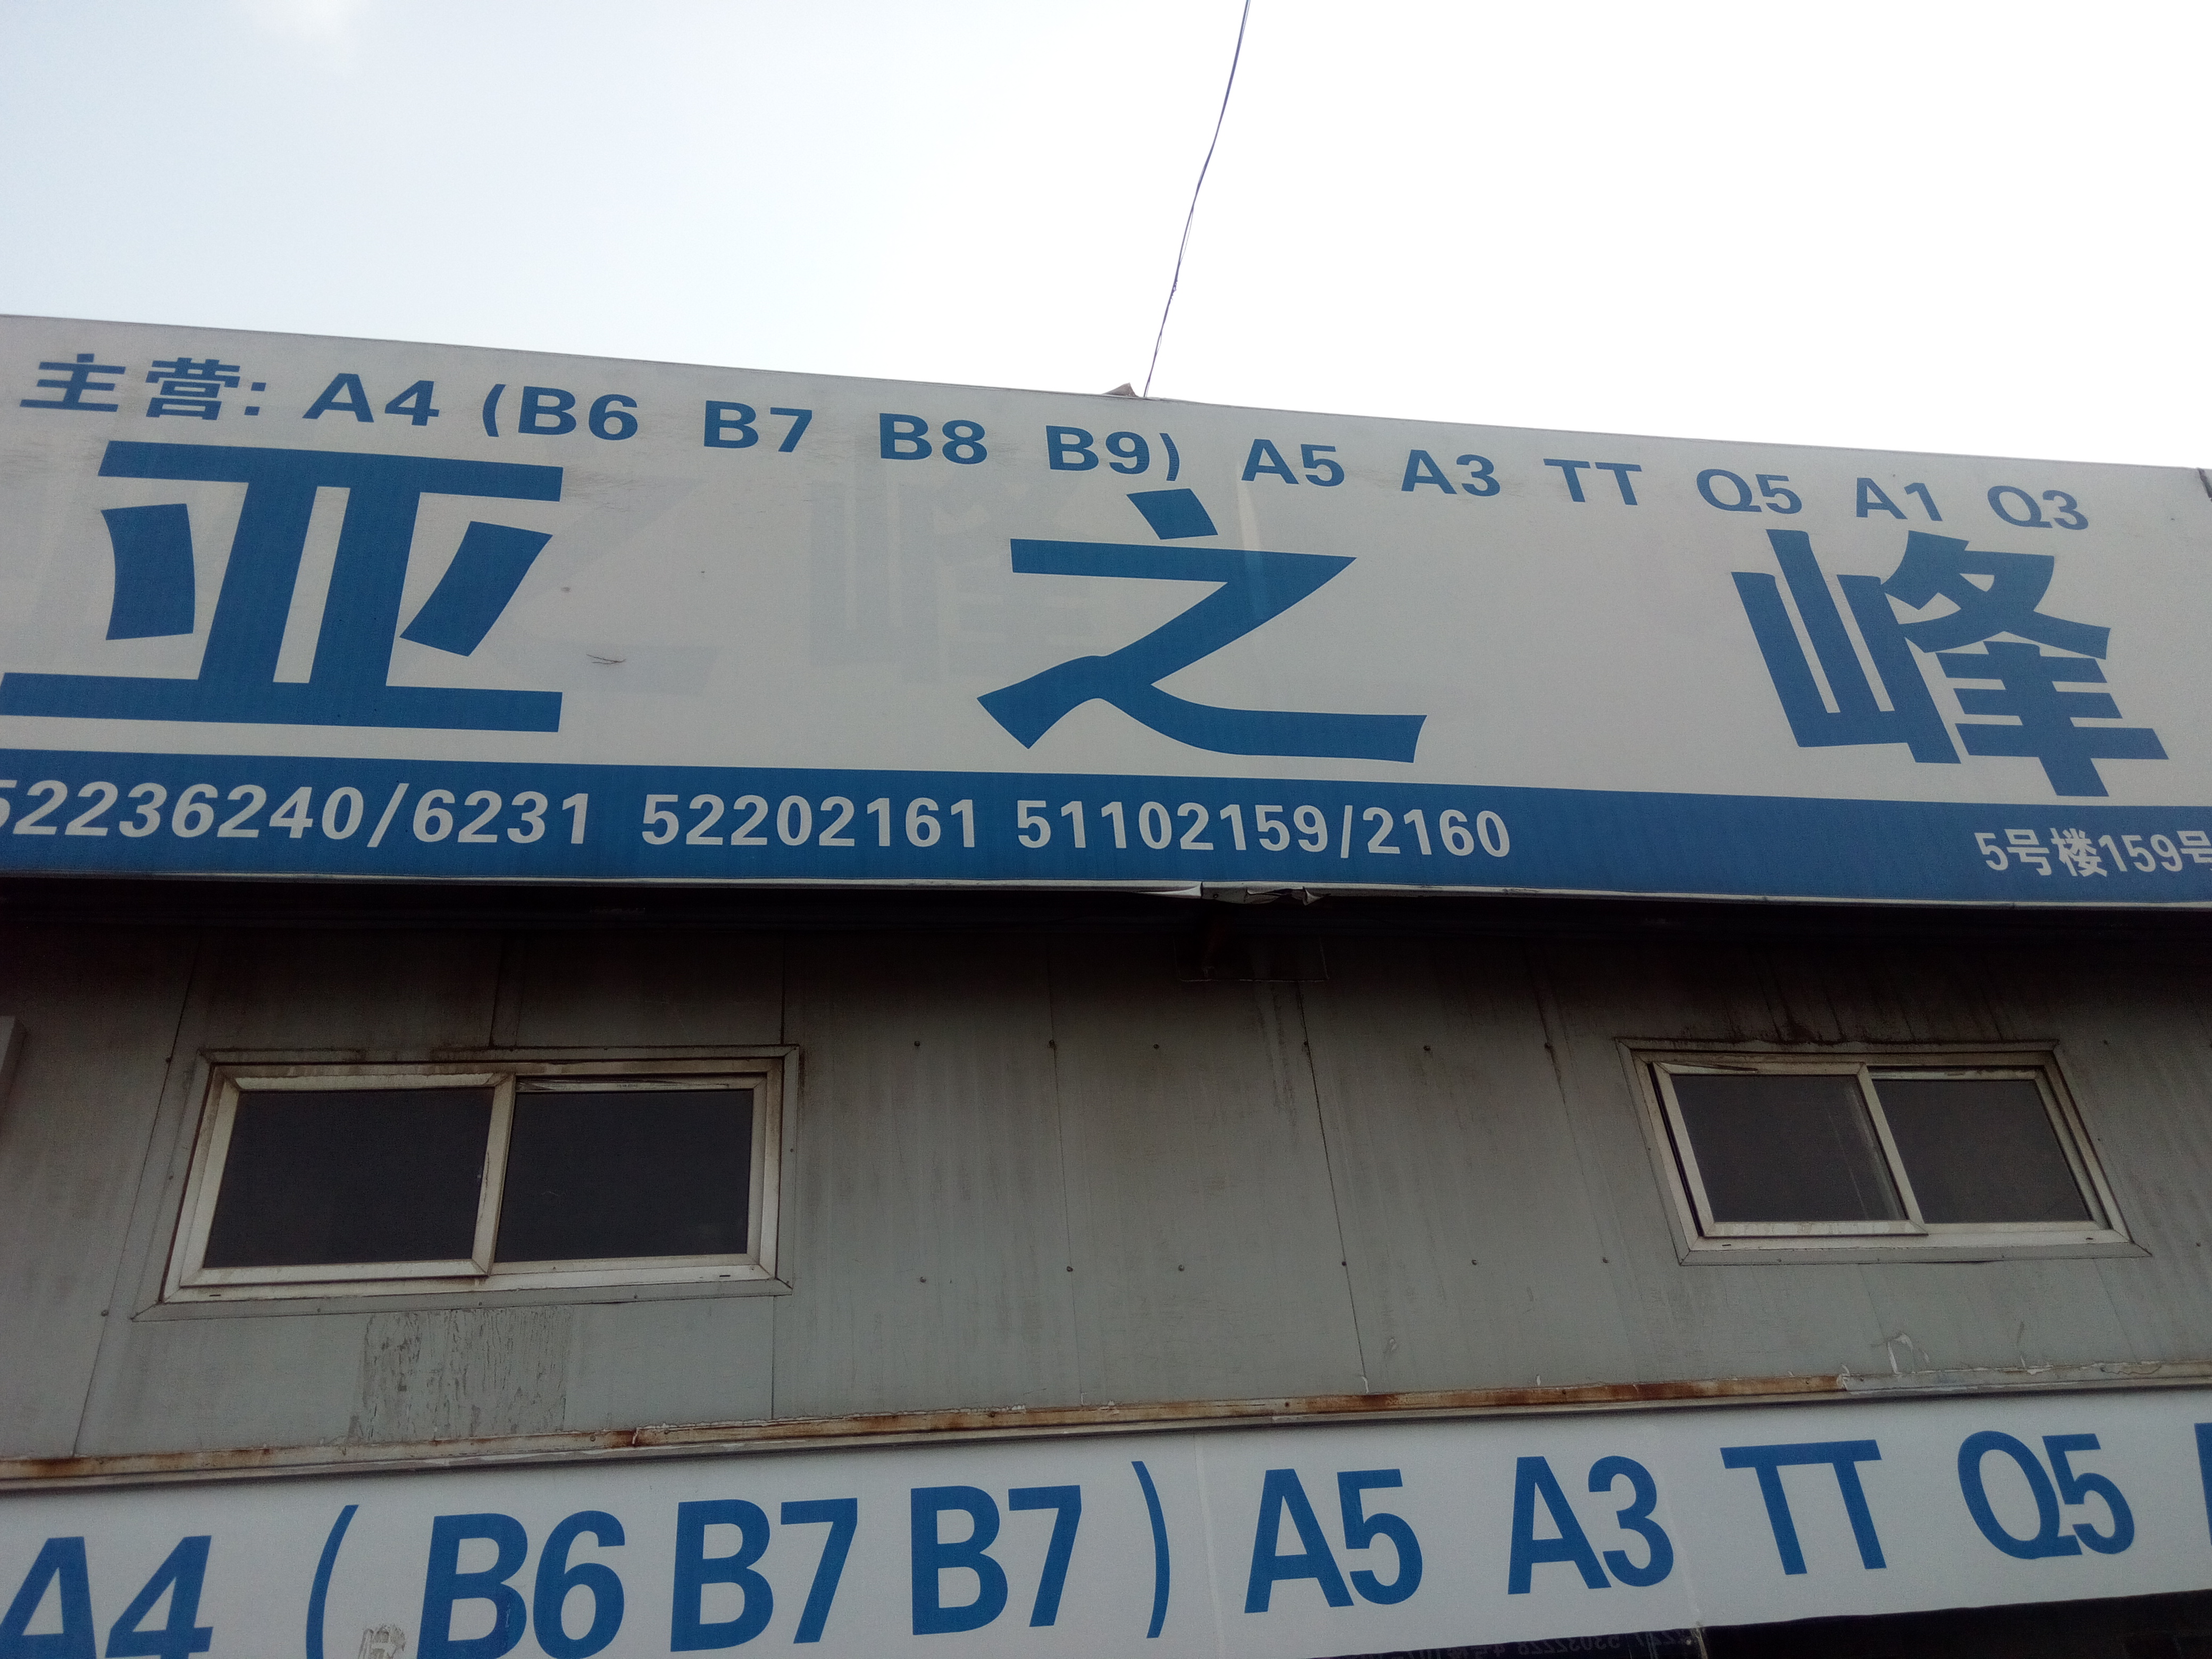 主营: A4 (B6 B7 B8 B9) A5 A3 TT Q5 A1 Q3
亚之峰
52236240/6231 52202161 51102159/2160
5号楼159号
A4 (B6 B7 B7) A5 A3 TT Q5